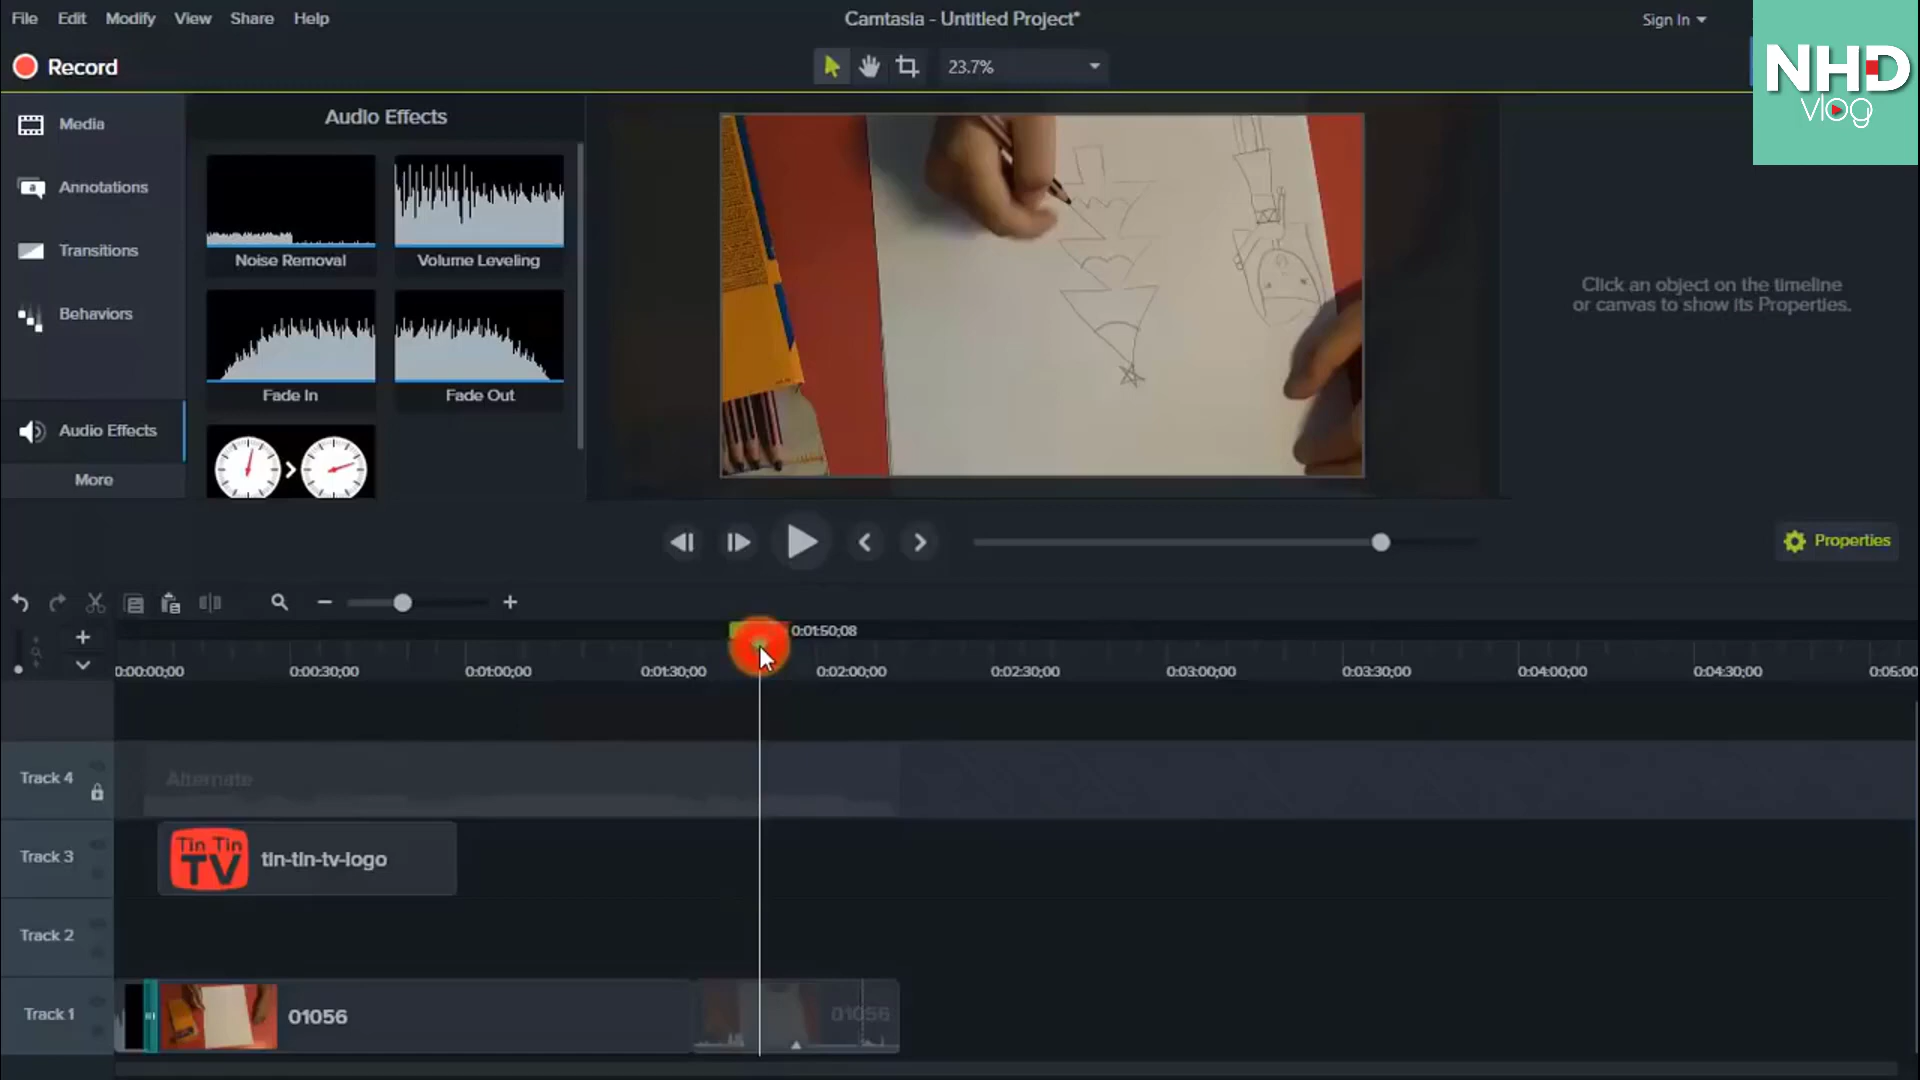 File Edit Modify View Share Help
Camtasia - Untitled Project*
Sign In
NHD
vlog
Record
23.7%
Media
Annotations
Transitions
Behaviors
Audio Effects
More
Audio Effects
Noise Removal
Volume Leveling
Fade In
Fade Out
Click an object on the timeline
or canvas to show its Properties.
Properties
0:01:50;08
0:00:00;00 0:00:30;00 0:01:00;00 0:01:30;00 0:02:00;00 0:02:30;00 0:03:00;00 0:03:30;00 0:04:00;00 0:04:30;00 0:05:00
Track 4
Alternate
Track 3
Tin Tin
TV
tin-tin-tv-logo
Track 2
Track 1
01056
01056